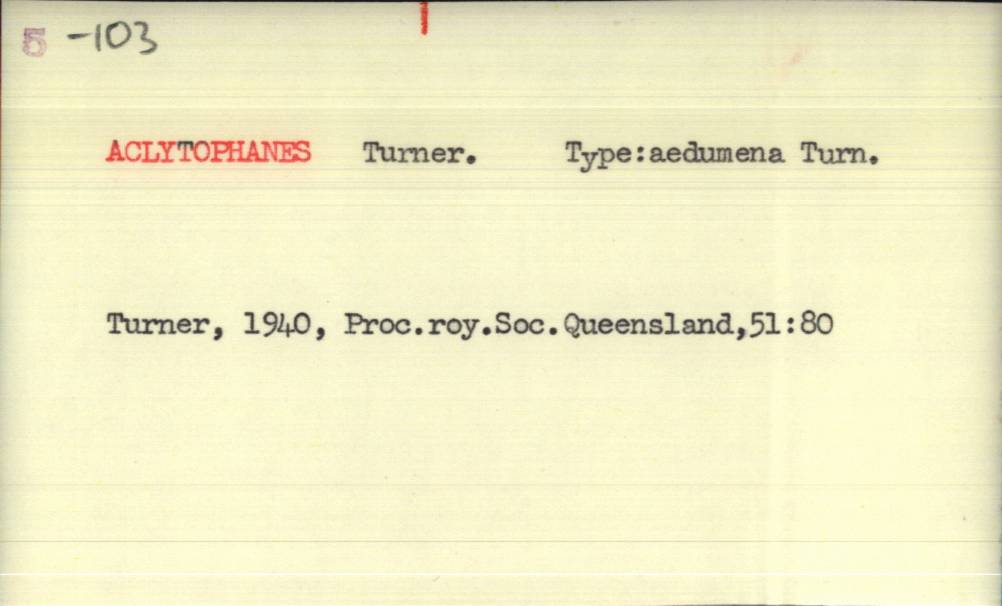 5 -103
ACLYTOPHANES Turner. Type:aedumena Turn.
Turner, 1940, Proc.roy.Soc.Queensland,51:80